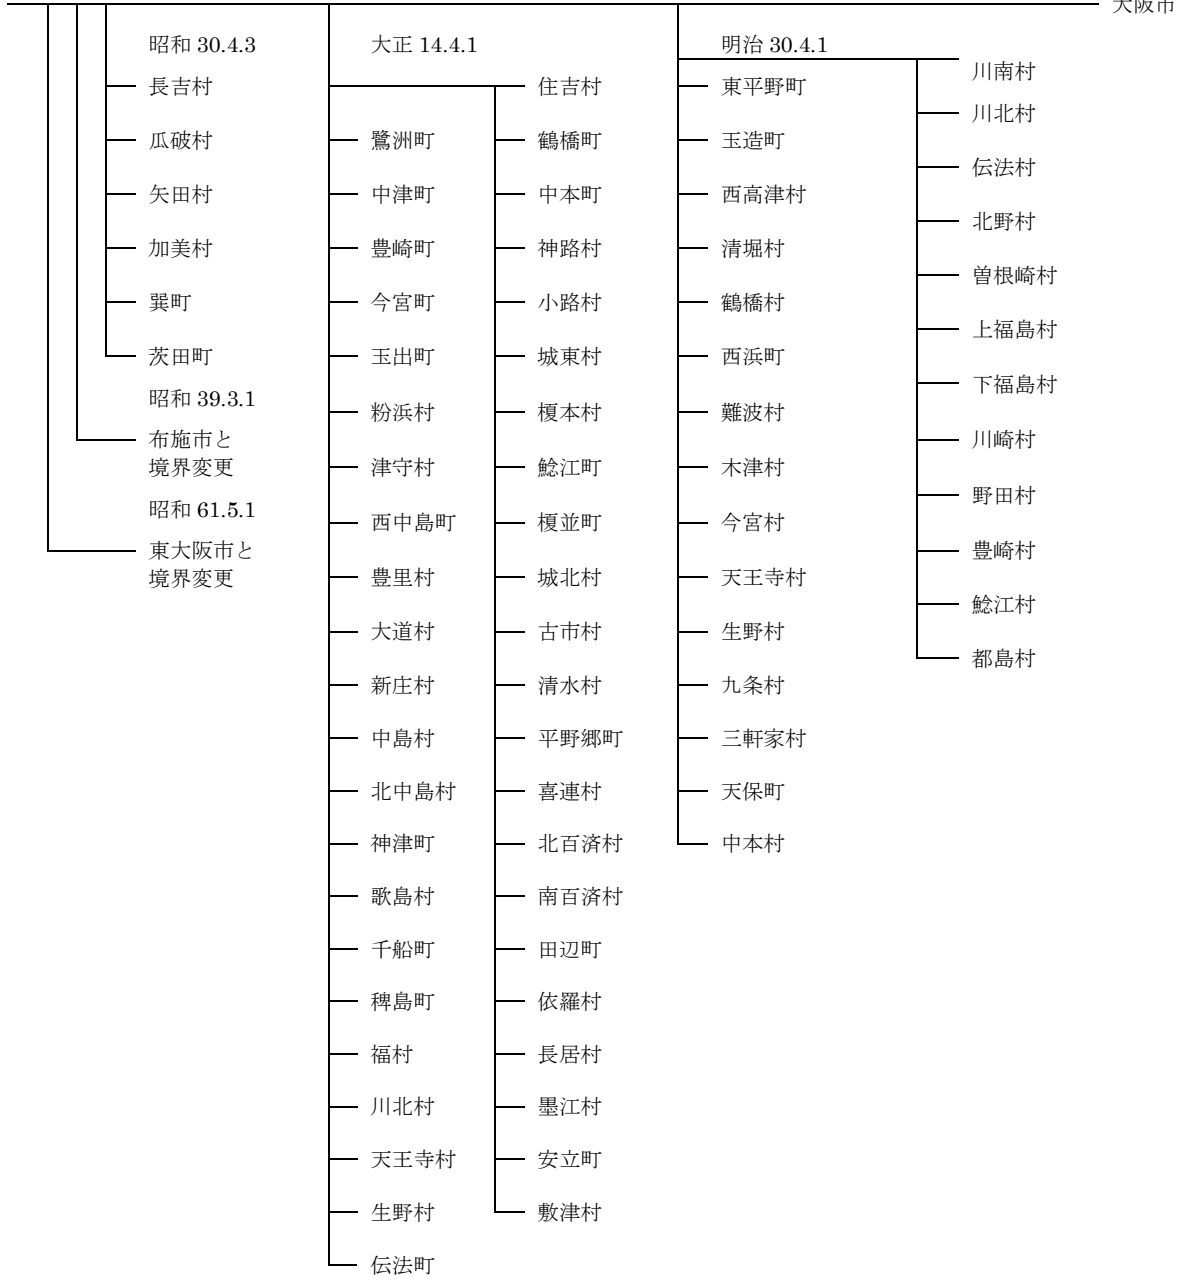 大阪市
昭和 30.4.3
長吉村
瓜破村
矢田村
加美村
巽町
茨田町
昭和 39.3.1
布施市と
境界変更
昭和 61.5.1
東大阪市と
境界変更
大正 14.4.1
鷺洲町
中津町
豊崎町
今宮町
玉出町
粉浜村
津守村
西中島町
豊里村
大道村
新庄村
中島村
北中島村
神津町
歌島村
千船町
稗島町
福村
川北村
天王寺村
生野村
伝法町
住吉村
鶴橋町
中本町
神路村
小路村
城東村
榎本村
鯰江町
榎並町
城北村
古市村
清水村
平野郷町
喜連村
北百済村
南百済村
田辺町
依羅村
長居村
墨江村
安立町
敷津村
明治 30.4.1
東平野町
玉造町
西高津村
清堀村
鶴橋村
西浜町
難波村
木津村
今宮村
天王寺村
生野村
九条村
三軒家村
天保町
中本村
川南村
川北村
伝法村
北野村
曽根崎村
上福島村
下福島村
川崎村
野田村
豊崎村
鯰江村
都島村